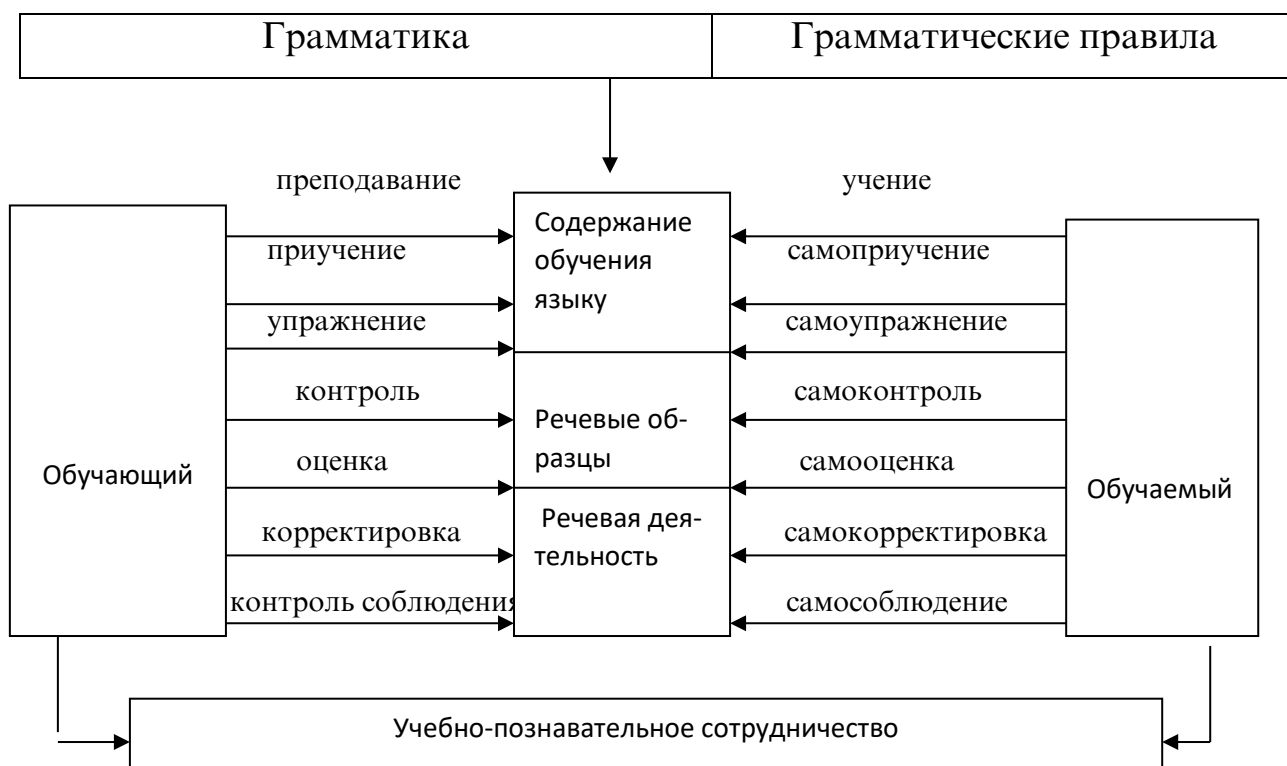 Грамматика
Грамматические правила
преподавание
учение
Содержание
обучения
языку
приучение
самоприучение
упражнение
самоупражнение
контроль
самоконтроль
Речевые об-
разцы
оценка
самооценка
Обучающий
Обучаемый
Речевая дея-
тельность
корректировка
самокорректировка
контроль соблюдения
самособлюдение
Учебно-познавательное сотрудничество